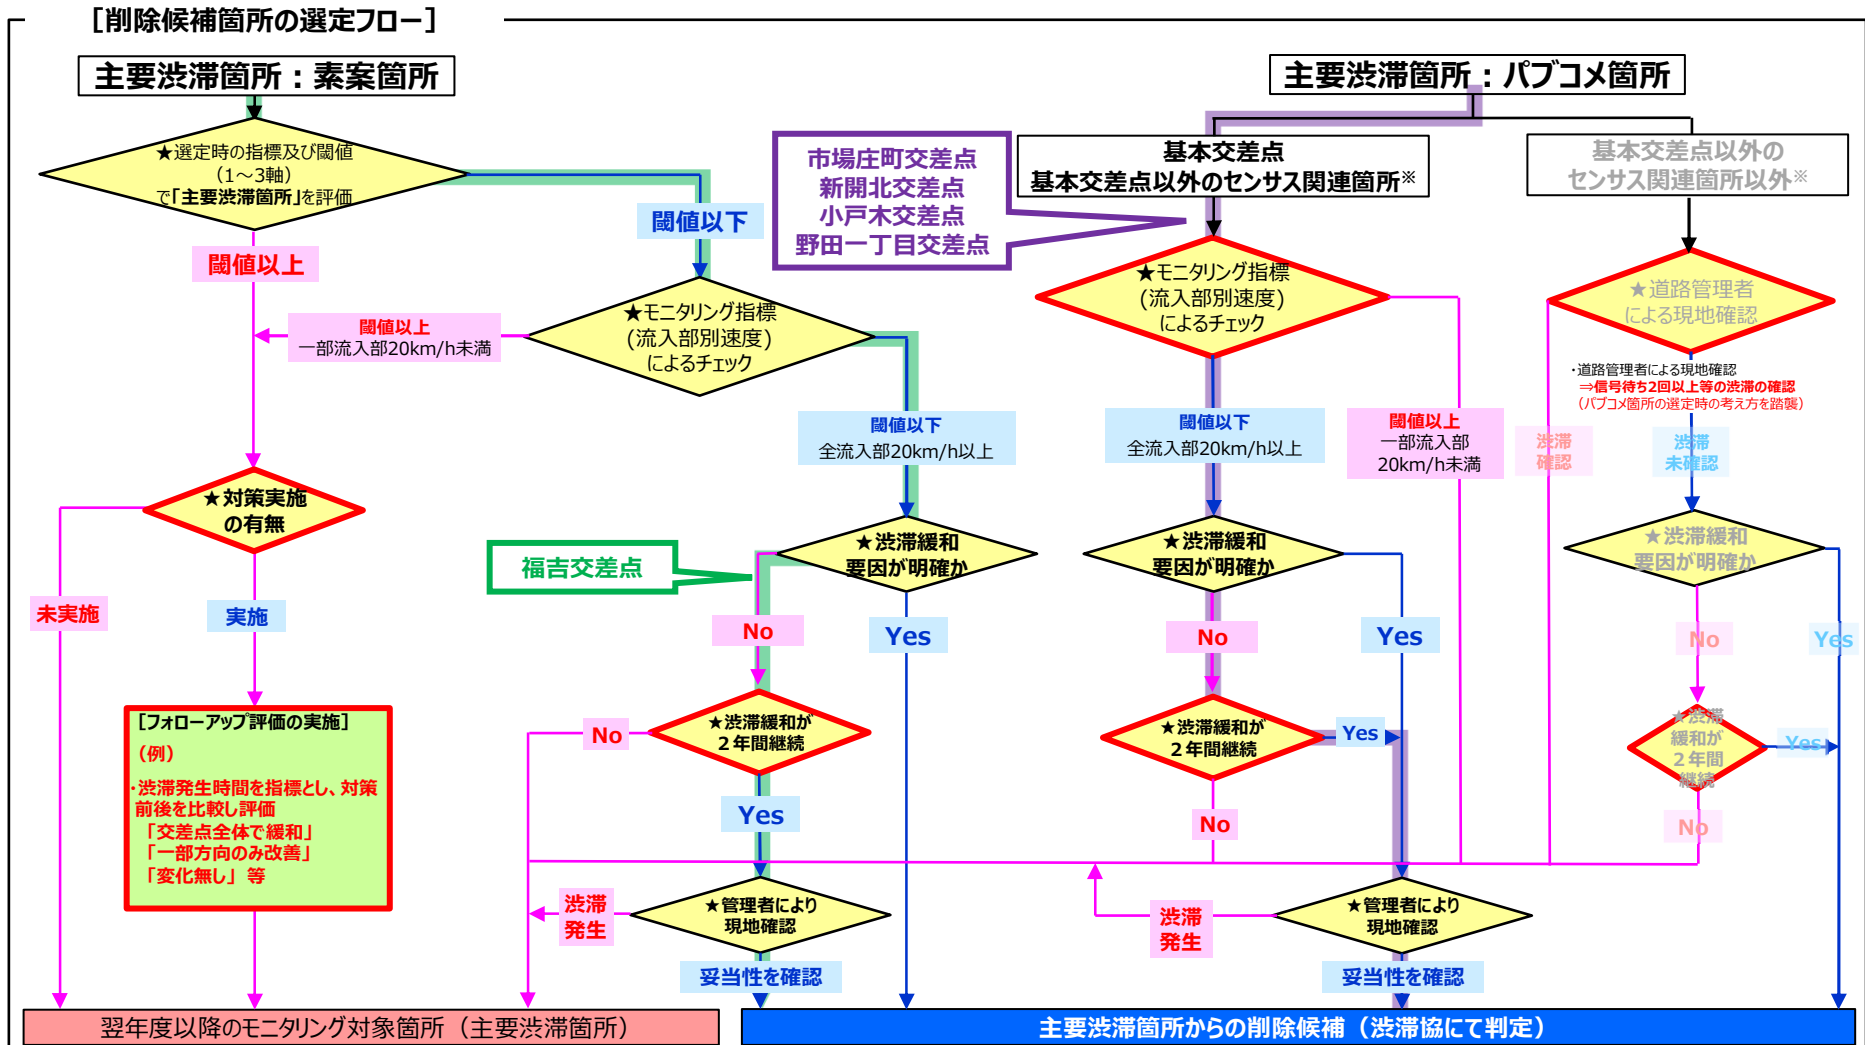 ［削除候補箇所の選定フロー］
主要渋滞箇所：素案箇所
★選定時の指標及び閾値
（1～3軸）
で「主要渋滞箇所」を評価
閾値以上
閾値以下
★モニタリング指標
(流入部別速度)
によるチェック
閾値以上
一部流入部20km/h未満
閾値以下
全流入部20km/h以上
★対策実施
の有無
未実施
実施
［フォローアップ評価の実施］
（例）
・渋滞発生時間を指標とし、対策
前後を比較し評価
「交差点全体で緩和」
「一部方向のみ改善」
「変化無し」等
福吉交差点
★渋滞緩和
要因が明確か
No
Yes
★渋滞緩和が
２年間継続
No
Yes
★管理者により
現地確認
渋滞
発生
妥当性を確認
主要渋滞箇所：パブコメ箇所
市場庄町交差点
新開北交差点
小戸木交差点
野田一丁目交差点
基本交差点
基本交差点以外のセンサス関連箇所※
★モニタリング指標
(流入部別速度)
によるチェック
閾値以下
全流入部20km/h以上
閾値以上
一部流入部
20km/h未満
★渋滞緩和
要因が明確か
No
Yes
★渋滞緩和が
２年間継続
Yes
No
★管理者により
現地確認
渋滞
発生
妥当性を確認
基本交差点以外の
センサス関連箇所以外※
★道路管理者
による現地確認
・道路管理者による現地確認
⇒信号待ち2回以上等の渋滞の確認
（パブコメ箇所の選定時の考え方を踏襲）
渋滞
確認
渋滞
未確認
★渋滞緩和
要因が明確か
No
Yes
★渋滞
緩和が
２年間
継続
Yes
No
翌年度以降のモニタリング対象箇所（主要渋滞箇所）
主要渋滞箇所からの削除候補（渋滞協にて判定）